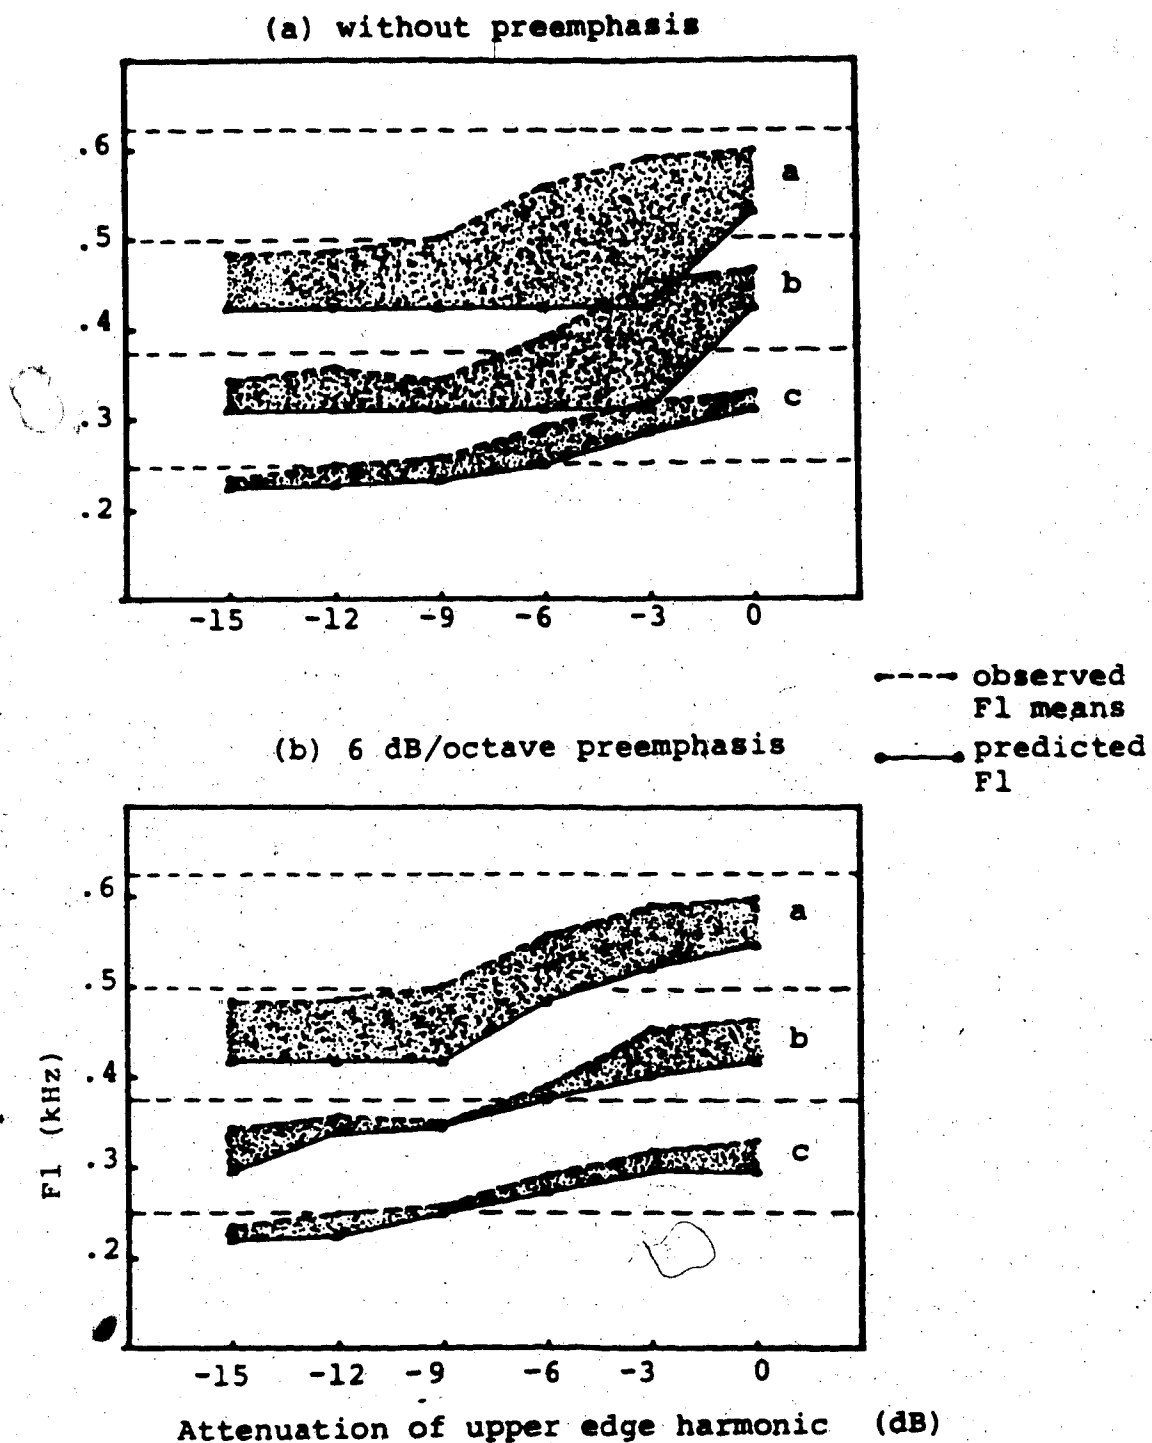 (a) without preemphasis
.6
.5
.4
.3
.2
a
b
c
-15 -12 -9 -6 -3 0
observed
F1 means
predicted
F1
(b) 6 dB/octave preemphasis
.6
.5
.4
.3
.2
a
b
c
F1 (kHz)
-15 -12 -9 -6 -3 0
Attenuation of upper edge harmonic (dB)